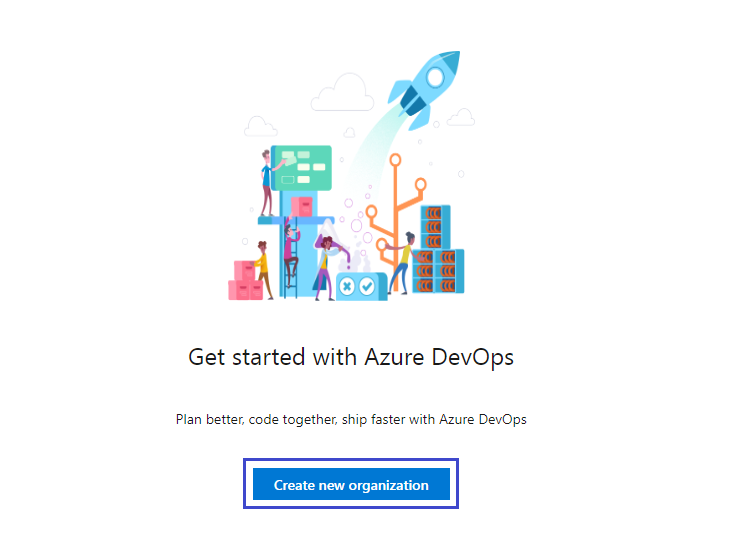 Get started with Azure DevOps
Plan better, code together, ship faster with Azure DevOps
Create new organization